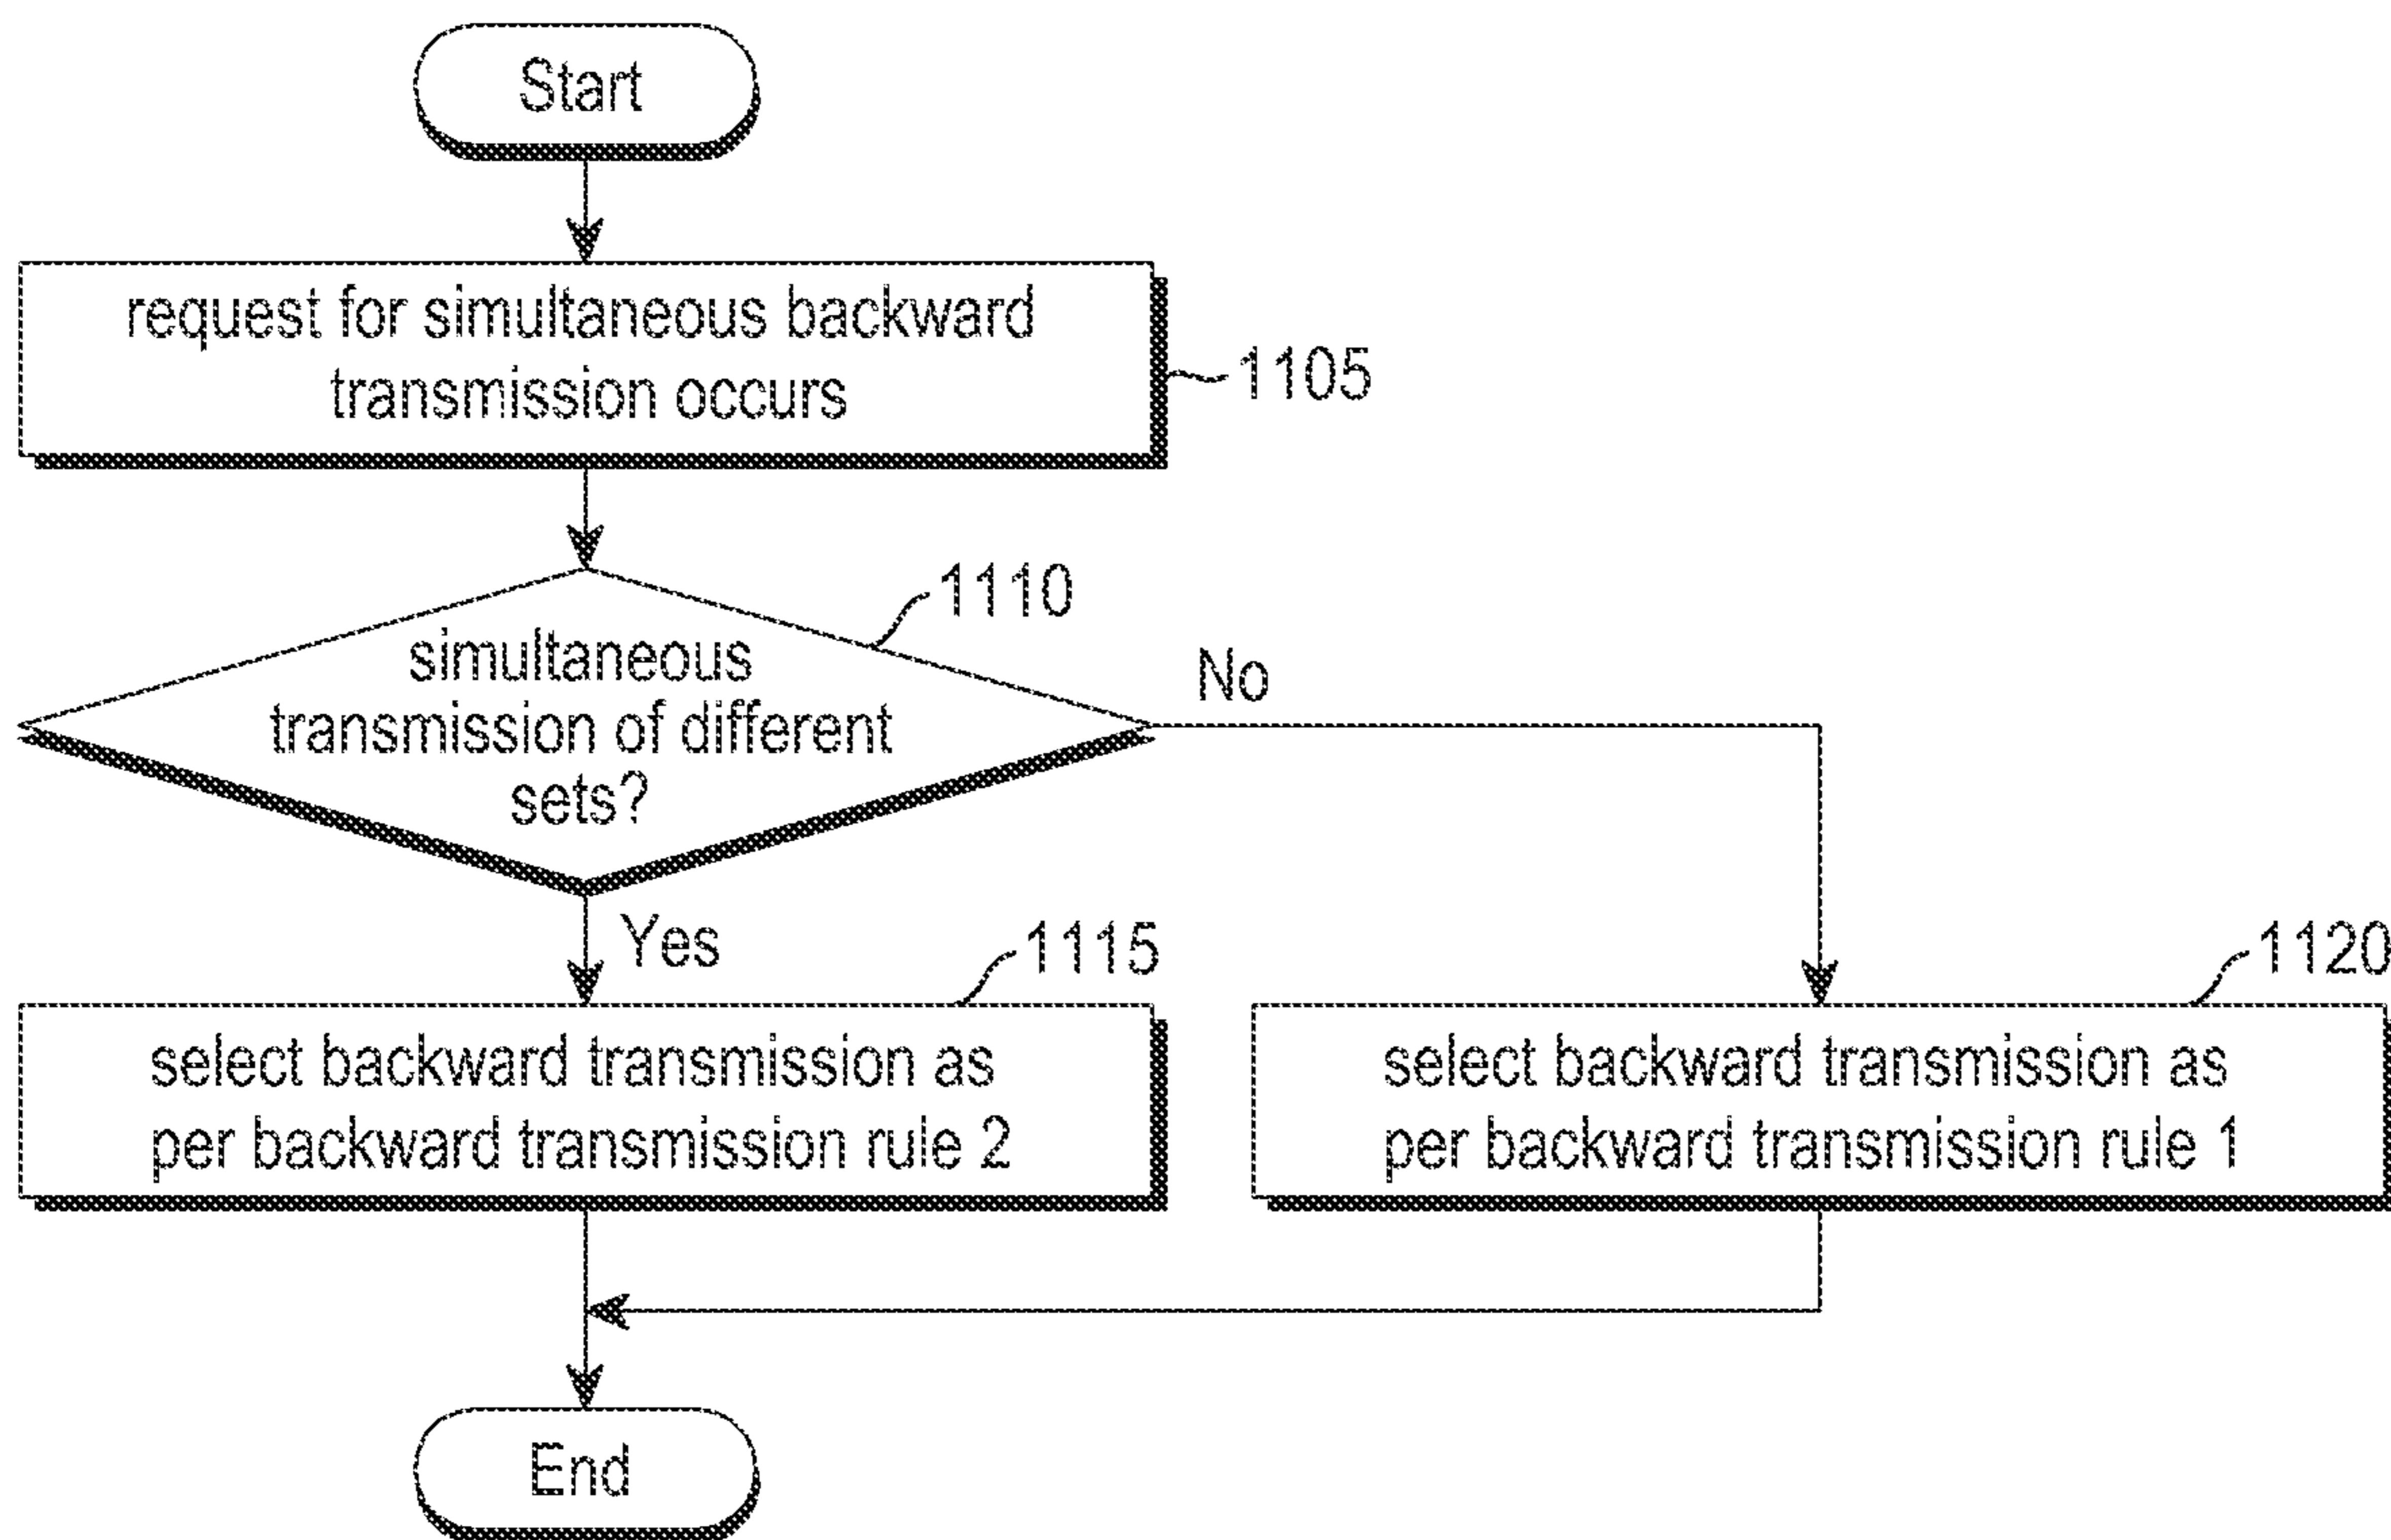 Start
request for simultaneous backward
transmission occurs
1105
1110
simultaneous
transmission of different
sets?
No
Yes
1115
select backward transmission as
per backward transmission rule 2
1120
select backward transmission as
per backward transmission rule 1
End